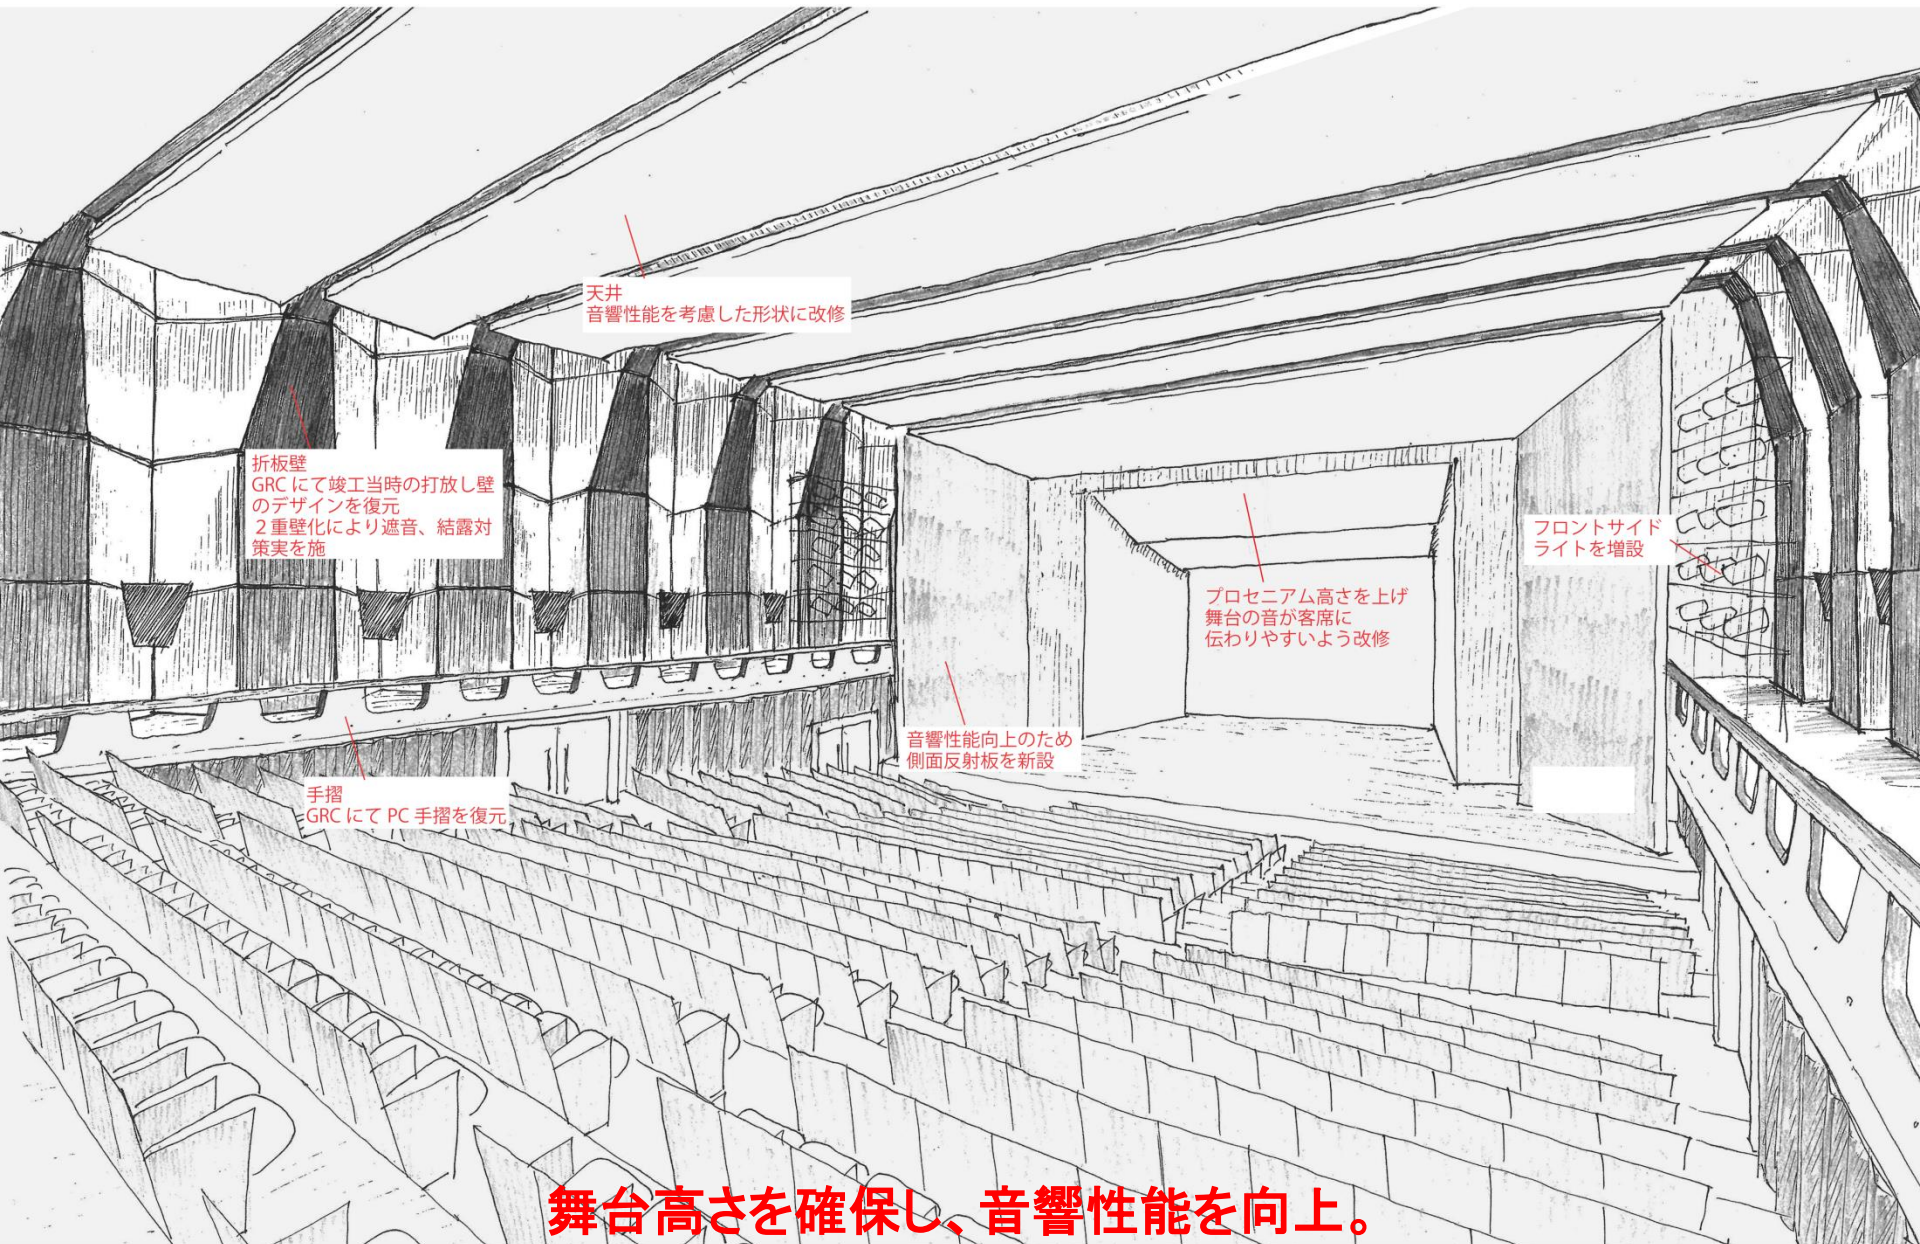 天井
音響性能を考慮した形状に改修
折板壁
GRC にて竣工当時の打放し壁
のデザインを復元
２重壁化により遮音、結露対
策実を施
フロントサイド
ライトを増設
プロセニアム高さを上げ
舞台の音が客席に
伝わりやすいよう改修
音響性能向上のため
側面反射板を新設
手摺
GRC にて PC 手摺を復元
舞台高さを確保し、音響性能を向上。